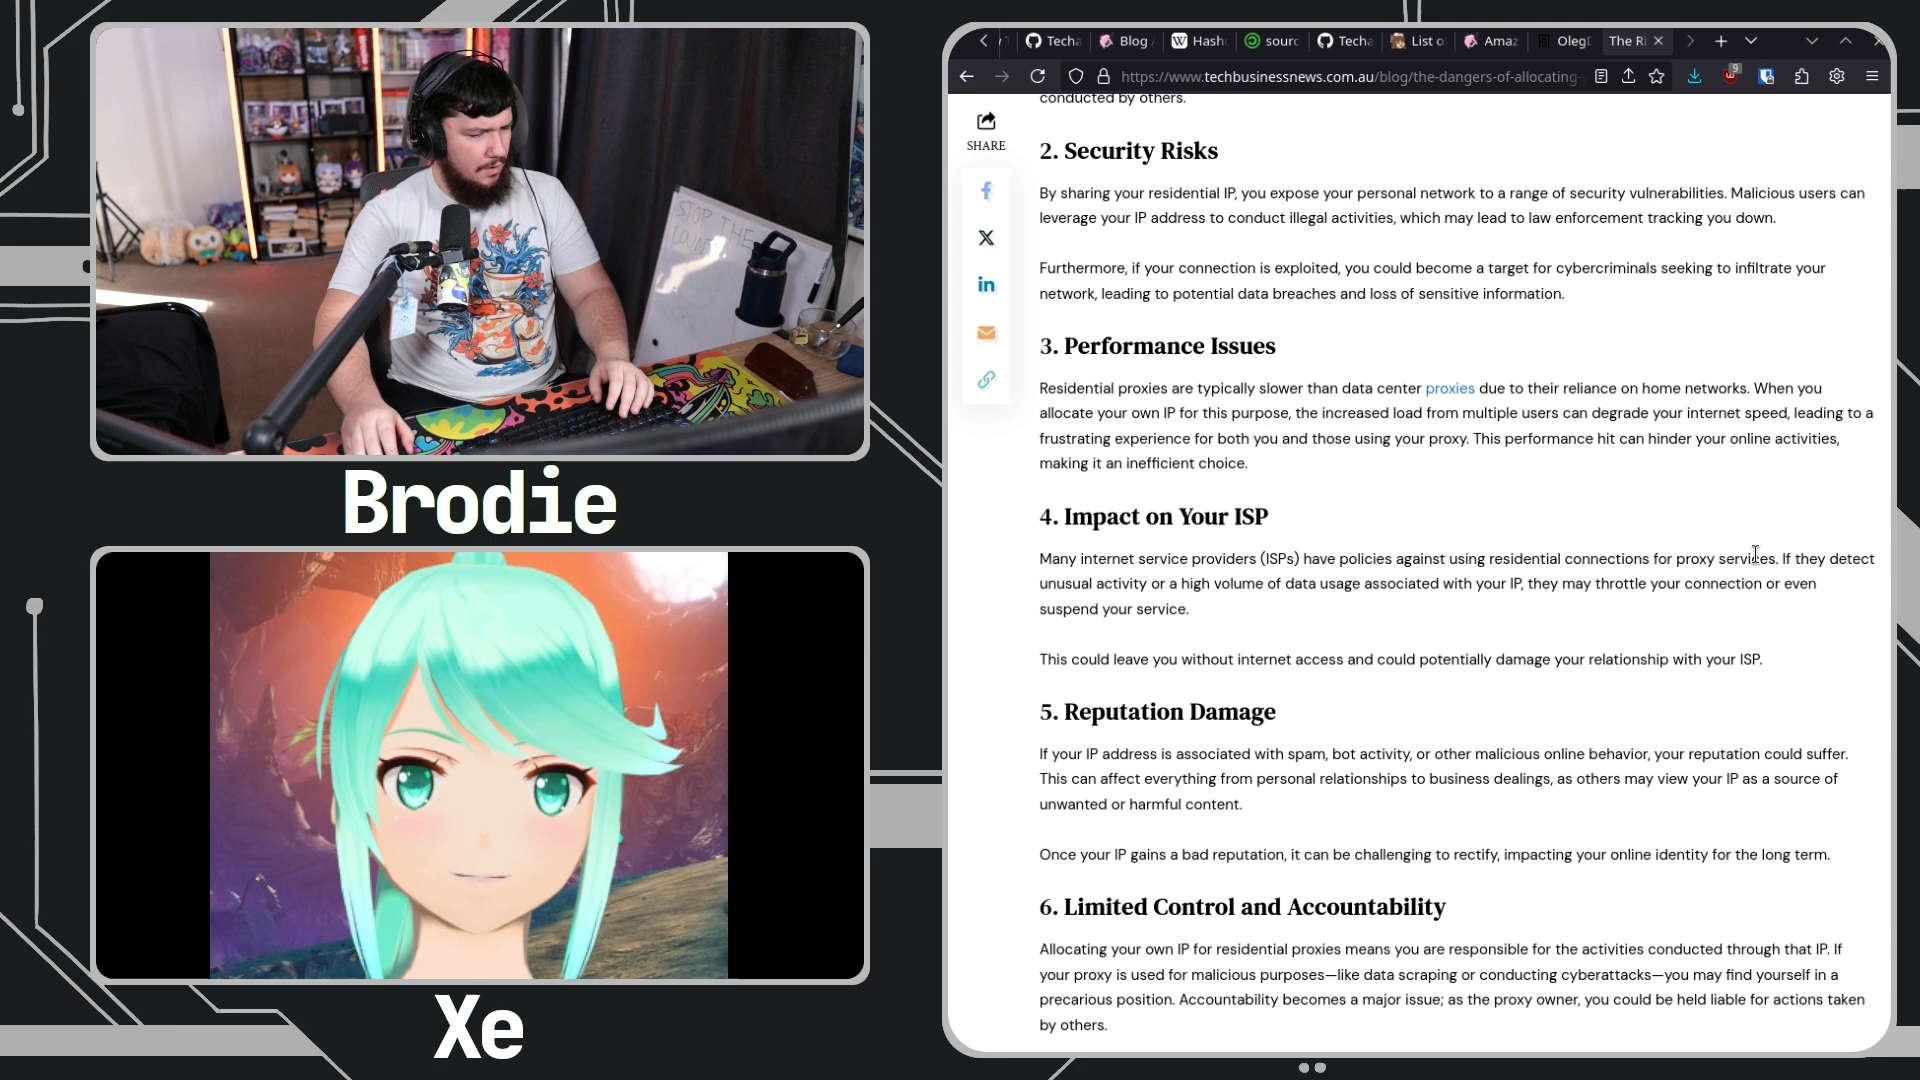 Techa
Blog
Hash
sourc
Techa
List o
Amaz
Oleg
The Ri
https://www.techbusinessnews.com.au/blog/the-dangers-of-allocating-
9
conducted by others.
SHARE
2. Security Risks
By sharing your residential IP, you expose your personal network to a range of security vulnerabilities. Malicious users can
leverage your IP address to conduct illegal activities, which may lead to law enforcement tracking you down.
Furthermore, if your connection is exploited, you could become a target for cybercriminals seeking to infiltrate your
network, leading to potential data breaches and loss of sensitive information.
3. Performance Issues
Residential proxies are typically slower than data center proxies due to their reliance on home networks. When you
allocate your own IP for this purpose, the increased load from multiple users can degrade your internet speed, leading to a
frustrating experience for both you and those using your proxy. This performance hit can hinder your online activities,
making it an inefficient choice.
4. Impact on Your ISP
Many internet service providers (ISPs) have policies against using residential connections for proxy services. If they detect
unusual activity or a high volume of data usage associated with your IP, they may throttle your connection or even
suspend your service.
This could leave you without internet access and could potentially damage your relationship with your ISP.
5. Reputation Damage
If your IP address is associated with spam, bot activity, or other malicious online behavior, your reputation could suffer.
This can affect everything from personal relationships to business dealings, as others may view your IP as a source of
unwanted or harmful content.
Once your IP gains a bad reputation, it can be challenging to rectify, impacting your online identity for the long term.
6. Limited Control and Accountability
Allocating your own IP for residential proxies means you are responsible for the activities conducted through that IP. If
your proxy is used for malicious purposes—like data scraping or conducting cyberattacks—you may find yourself in a
precarious position. Accountability becomes a major issue; as the proxy owner, you could be held liable for actions taken
by others.
STOP THE
COUNT
Brodie
Xe